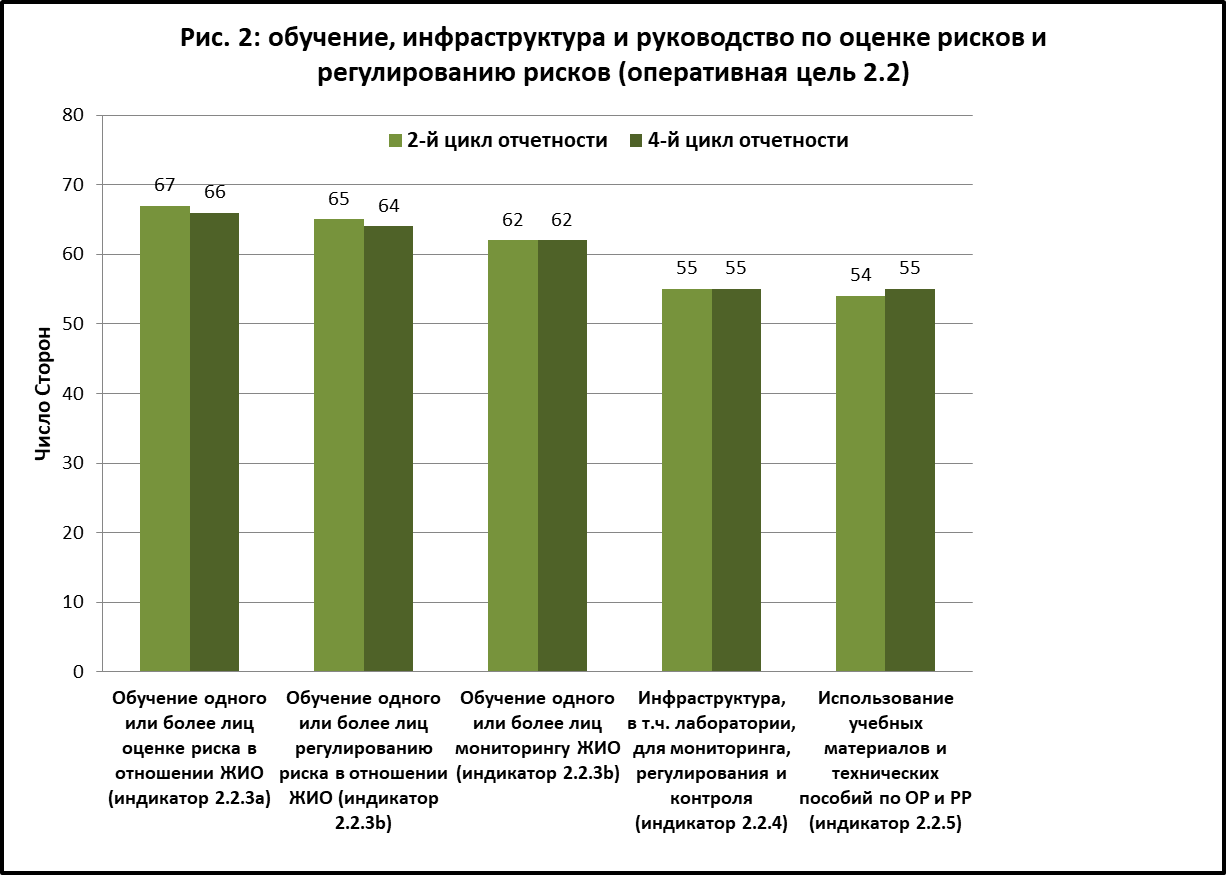 Рис. 2: обучение, инфраструктура и руководство по оценке рисков и
регулированию рисков (оперативная цель 2.2)
2-й цикл отчетности
4-й цикл отчетности
Число Сторон
80
70
60
50
40
30
20
10
0
67
66
65
64
62
62
55
55
54
55
Обучение одного
или более лиц
оценке риска в
отношении ЖИО
(индикатор 2.2.3a)
Обучение одного
или более лиц
регулированию
риска в отношении
ЖИО (индикатор
2.2.3b)
Обучение одного
или более лиц
мониторингу ЖИО
(индикатор 2.2.3b)
Инфраструктура,
в т.ч. лаборатории,
для мониторинга,
регулирования и
контроля
(индикатор 2.2.4)
Использование
учебных
материалов и
технических
пособий по ОР и РР
(индикатор 2.2.5)